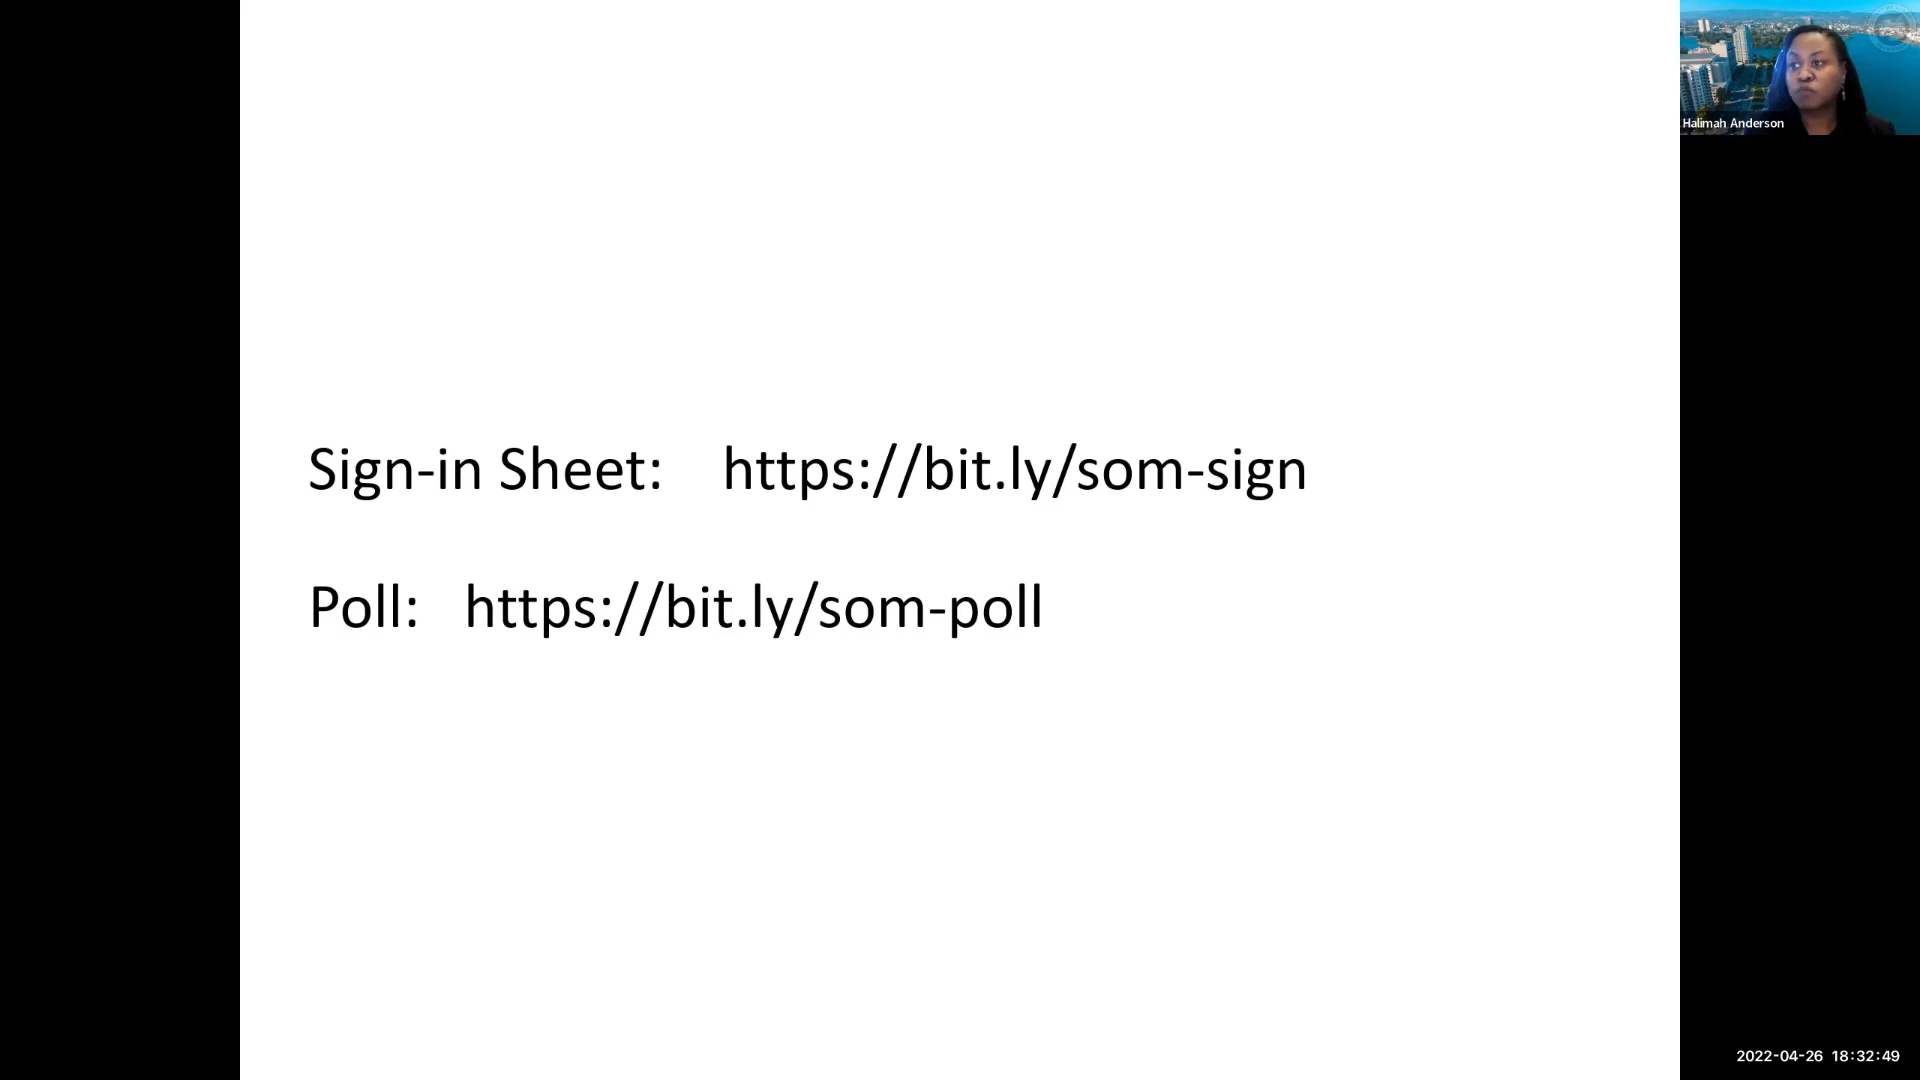 Halimah Anderson
Sign-in Sheet: https://bit.ly/som-sign
Poll: https://bit.ly/som-poll
2022-04-26 18:32:49